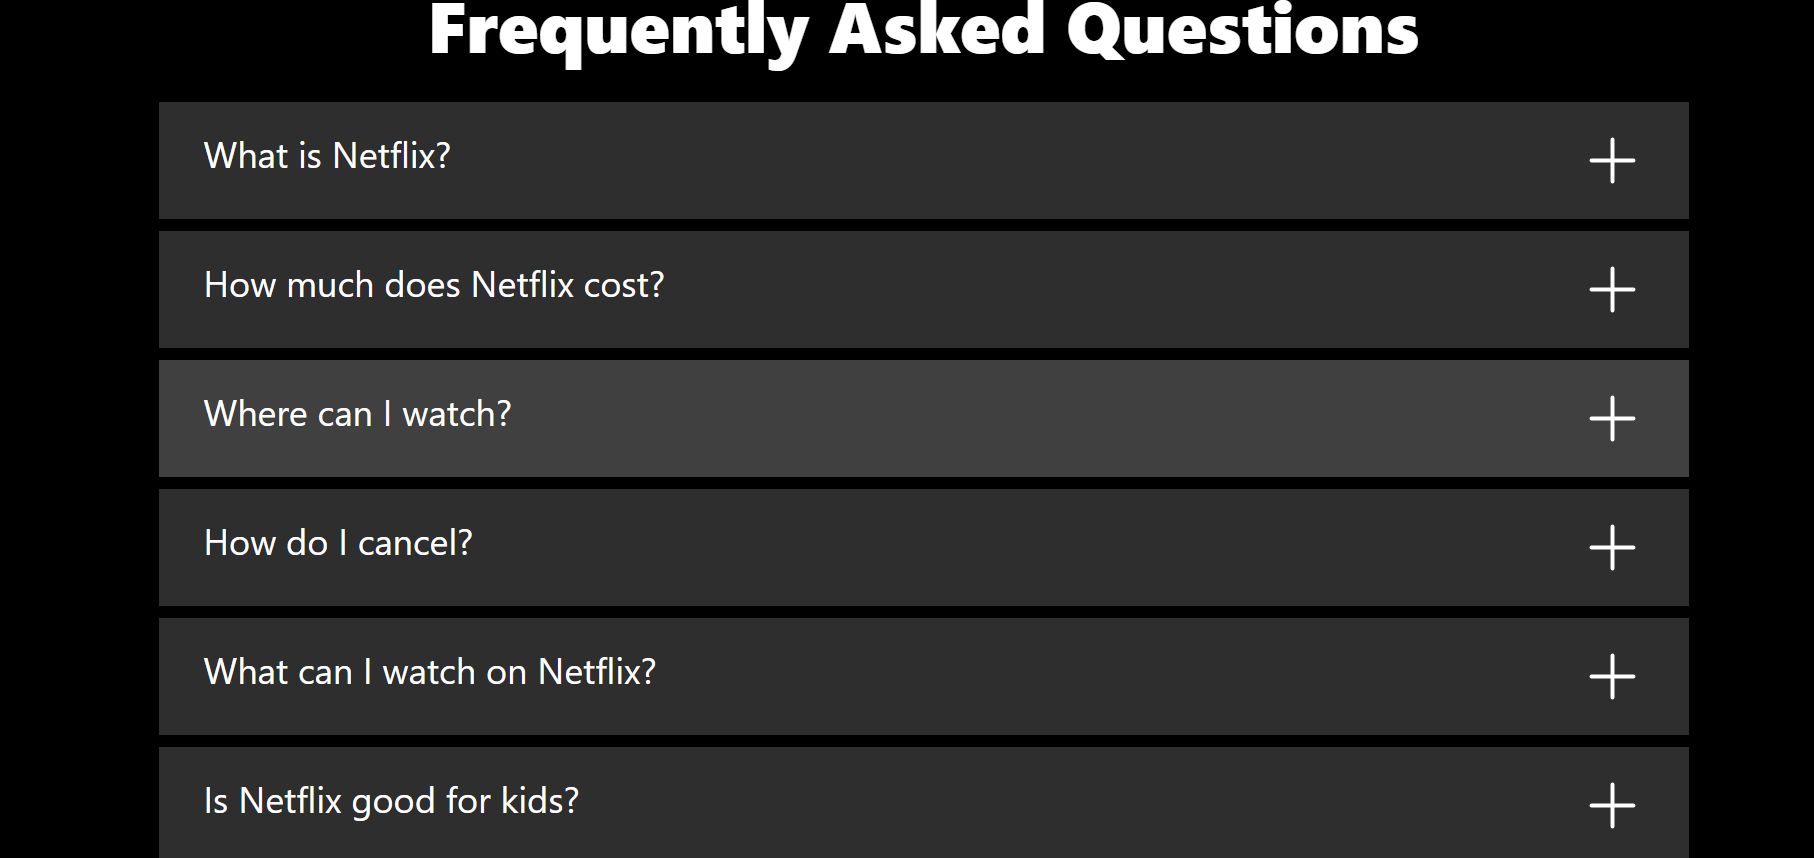 Frequently Asked Questions
What is Netflix?
How much does Netflix cost?
Where can I watch?
How do I cancel?
What can I watch on Netflix?
Is Netflix good for kids?